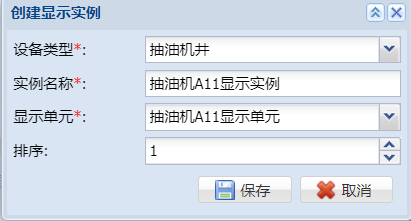 创建显示实例
设备类型*: 抽油机井
实例名称*: 抽油机A11显示实例
显示单元*: 抽油机A11显示单元
排序: 1
保存 取消